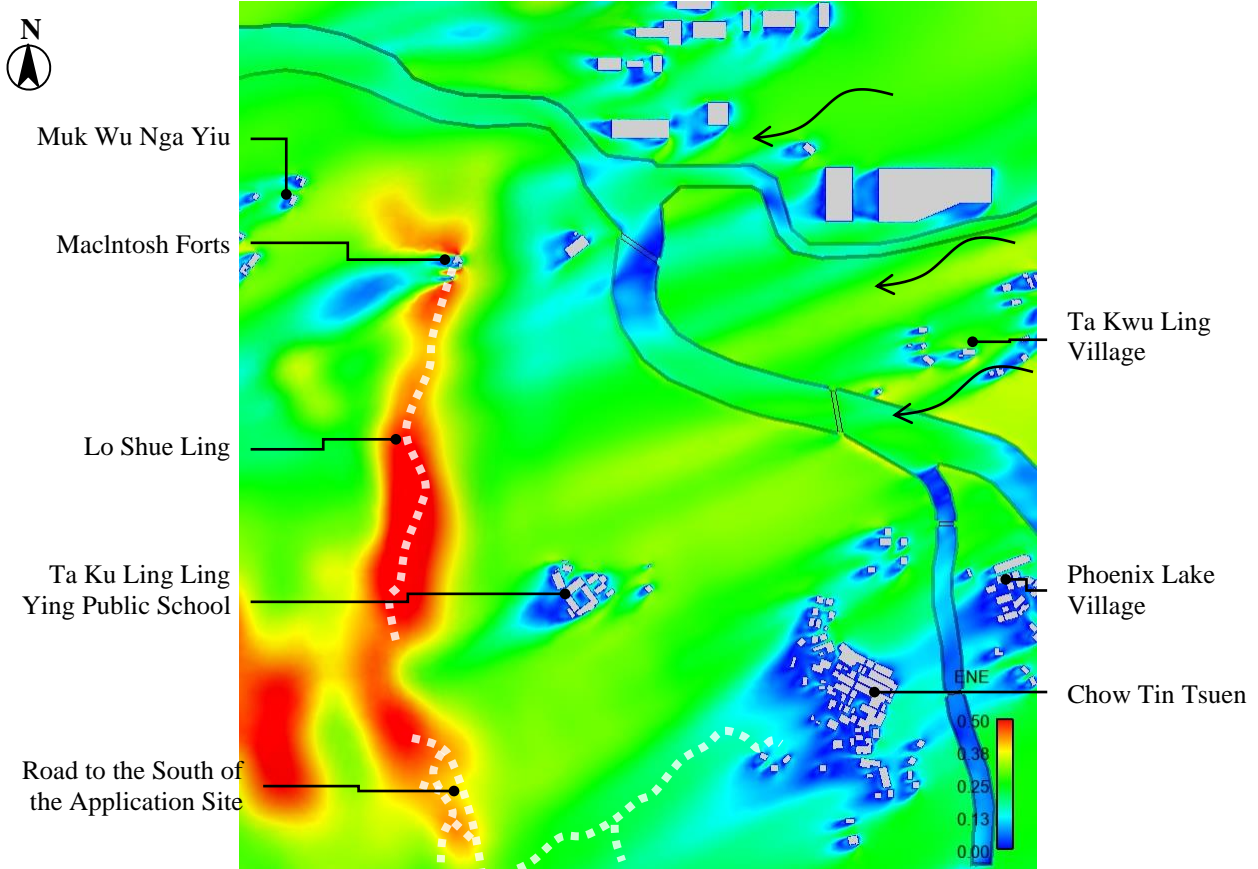 N
Muk Wu Nga Yiu
MacIntosh Forts
Lo Shue Ling
Ta Ku Ling Ling
Ying Public School
Road to the South of
the Application Site
Ta Kwu Ling
Village
Phoenix Lake
Village
Chow Tin Tsuen
ENE
0.50
0.38
0.25
0.13
0.00